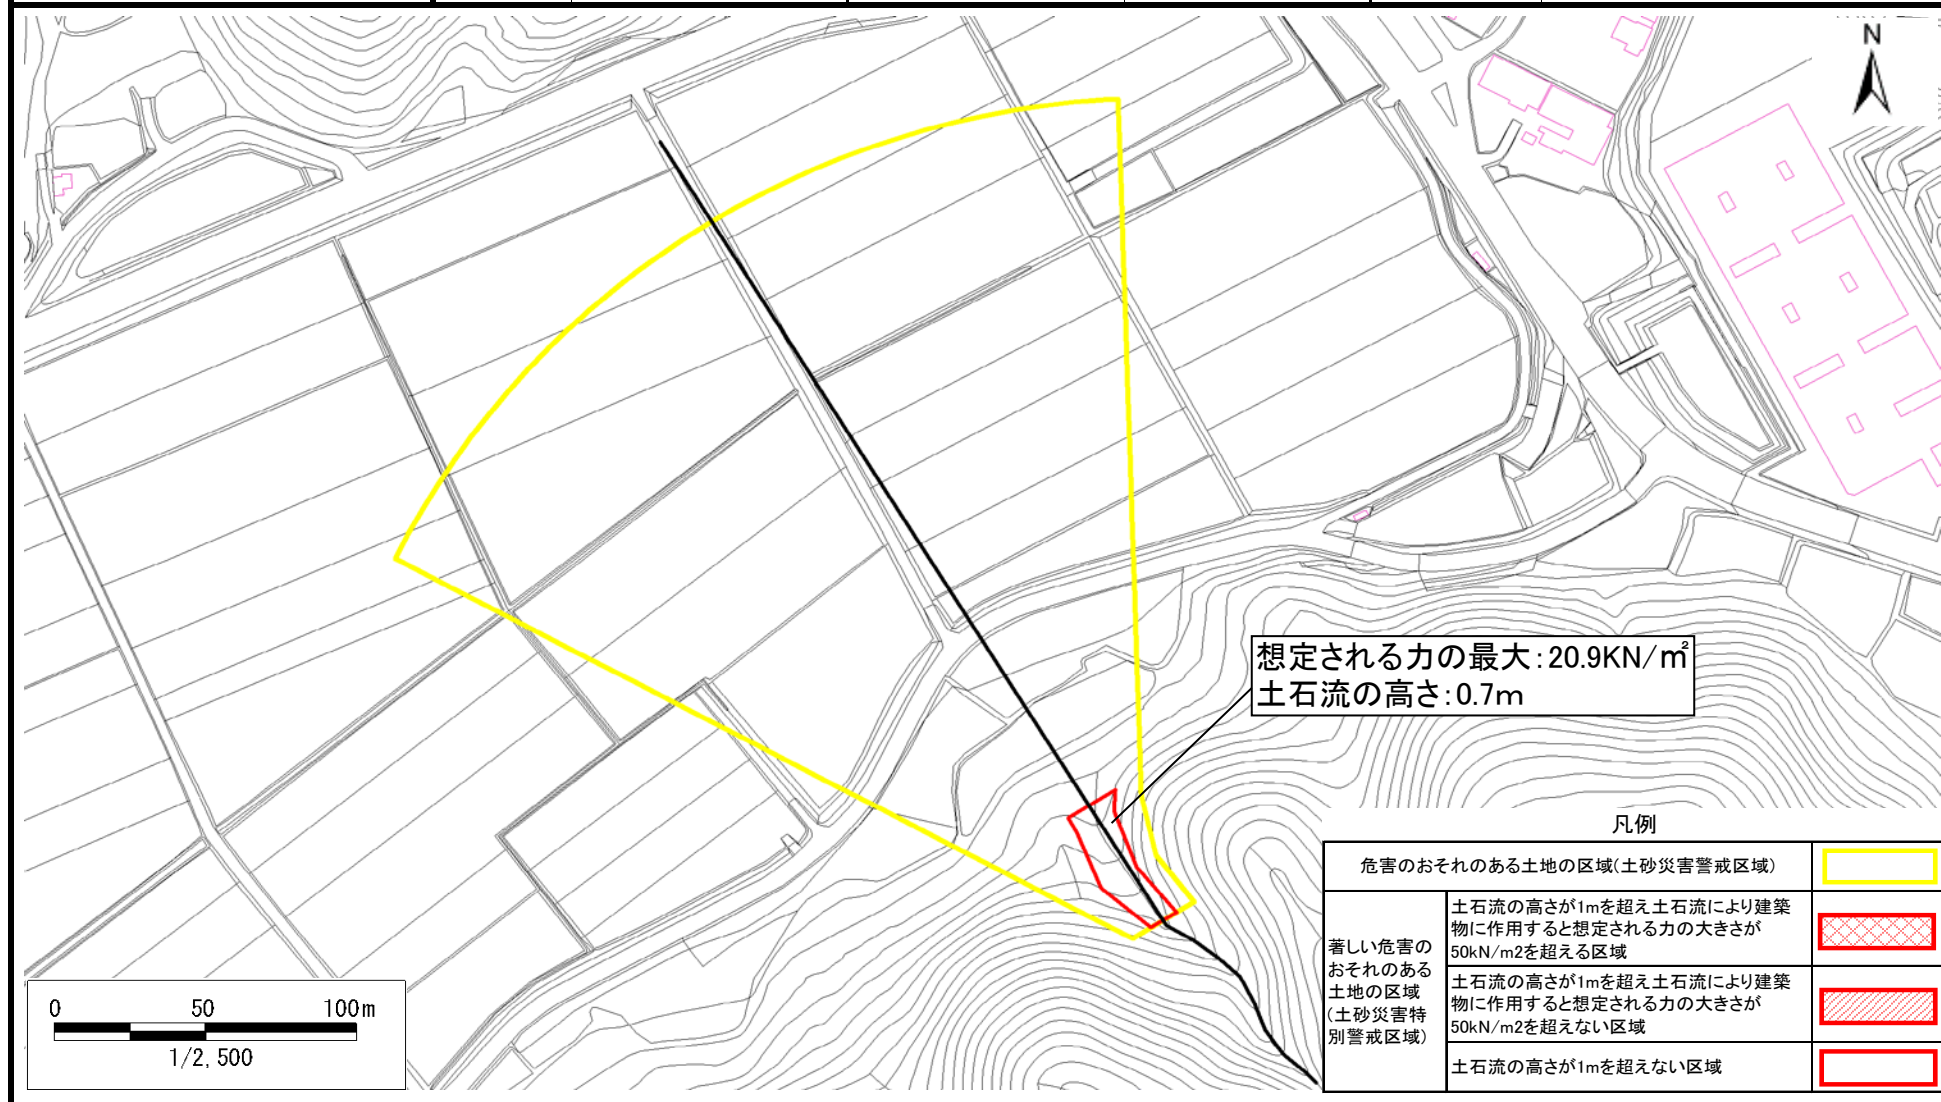 N
想定される力の最大:20.9KN/㎡
土石流の高さ:0.7m
凡例
危害のおそれのある土地の区域(土砂災害警戒区域)
著しい危害の
おそれのある
土地の区域
(土砂災害特
別警戒区域)
土石流の高さが1mを超え土石流により建築
物に作用すると想定される力の大きさが
50kN/m2を超える区域
土石流の高さが1mを超え土石流により建築
物に作用すると想定される力の大きさが
50kN/m2を超えない区域
土石流の高さが1mを超えない区域
0 50 100m
1/2,500